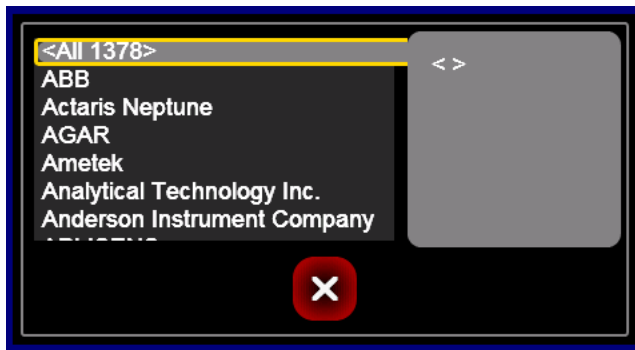 <All 1378>
ABB
Actaris Neptune
AGAR
Ametek
Analytical Technology Inc.
Anderson Instrument Company
< >